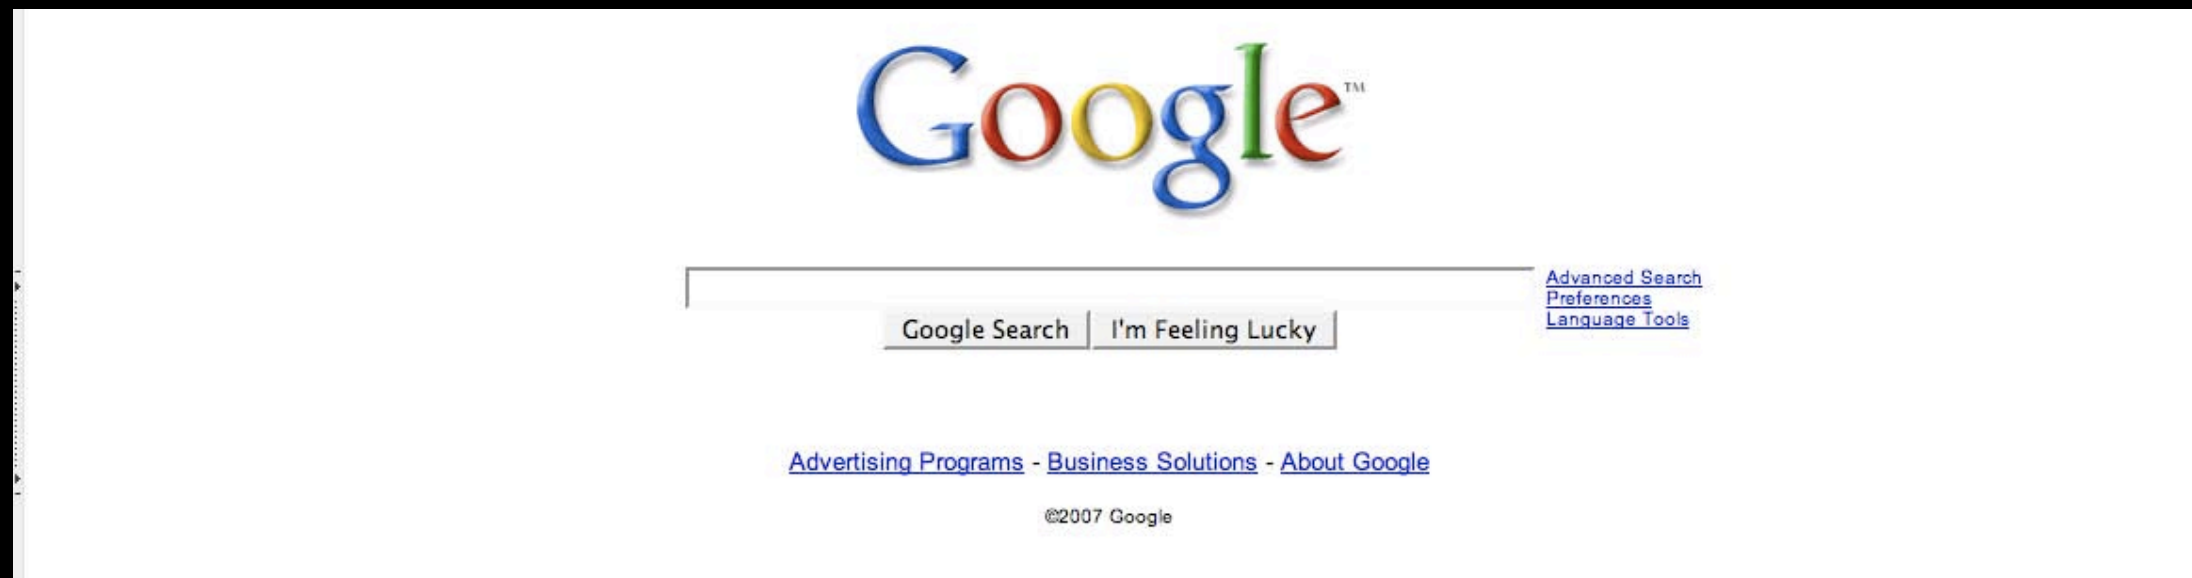 Google™
Advanced Search
Preferences
Language Tools
Google Search I'm Feeling Lucky
Advertising Programs - Business Solutions - About Google
©2007 Google